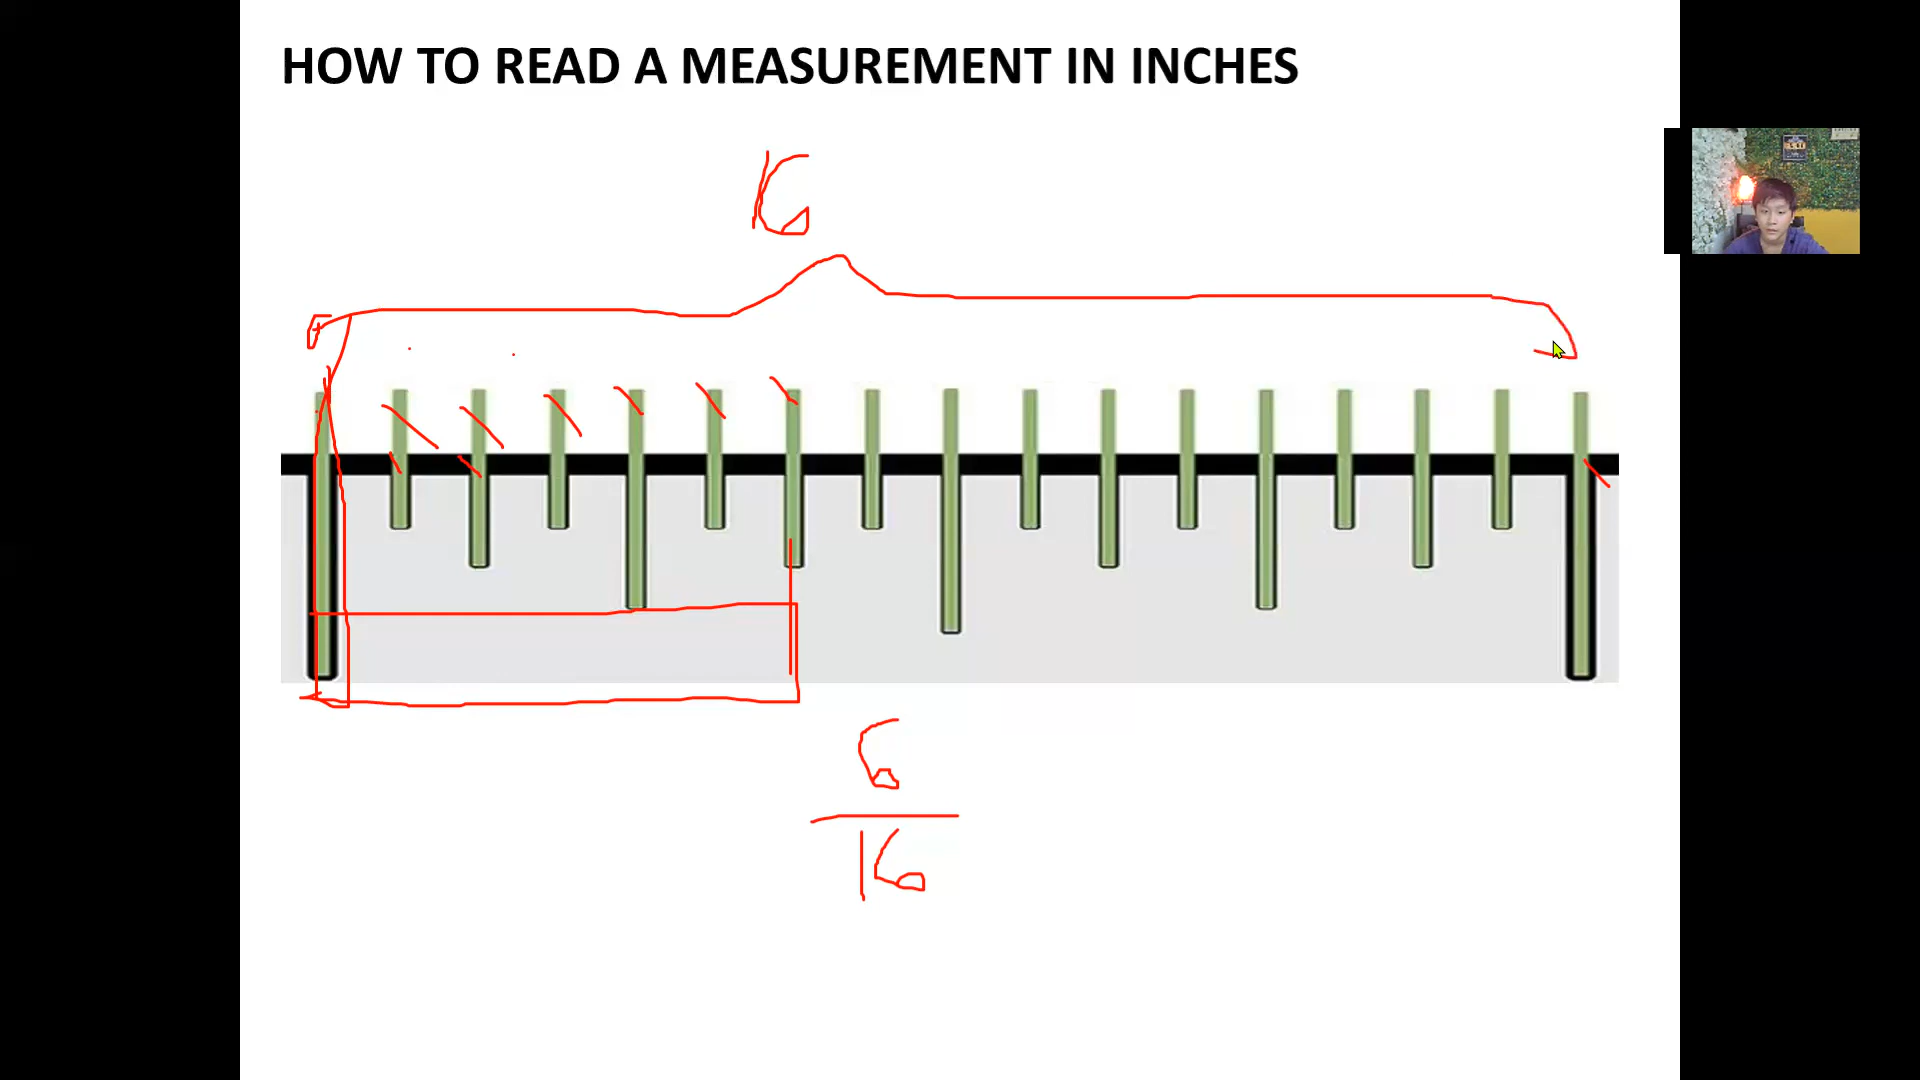 HOW TO READ A MEASUREMENT IN INCHES
16
6
16